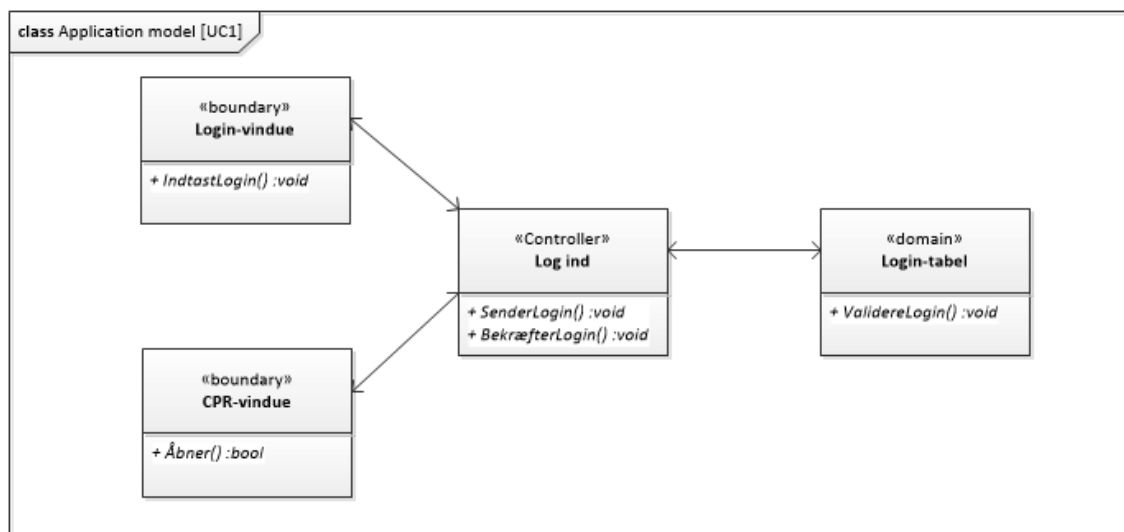 class Application model [UC1]
«boundary»
Login-vindue
+ IndtastLogin() :void
«Controller»
Log ind
+ SenderLogin() :void
+ BekræfterLogin() :void
«domain»
Login-tabel
+ ValidereLogin() :void
«boundary»
CPR-vindue
+ Åbner() :bool